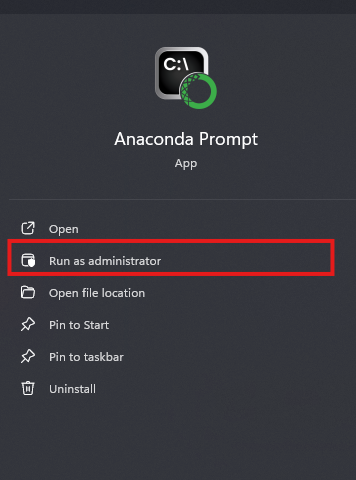 C:\
Anaconda Prompt
App
Open
Run as administrator
Open file location
Pin to Start
Pin to taskbar
Uninstall